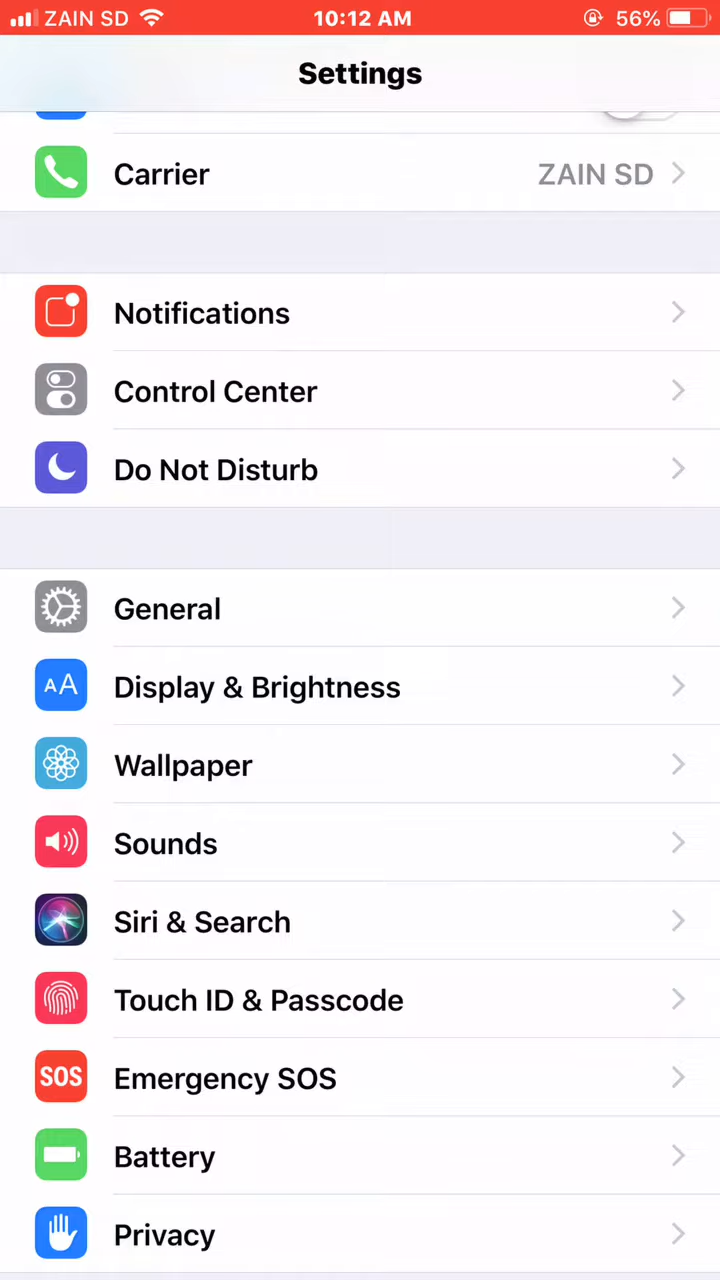 ZAIN SD 10:12 AM 56%
Settings
Carrier ZAIN SD
Notifications
Control Center
Do Not Disturb
General
AA Display & Brightness
Wallpaper
Sounds
Siri & Search
Touch ID & Passcode
SOS Emergency SOS
Battery
Privacy